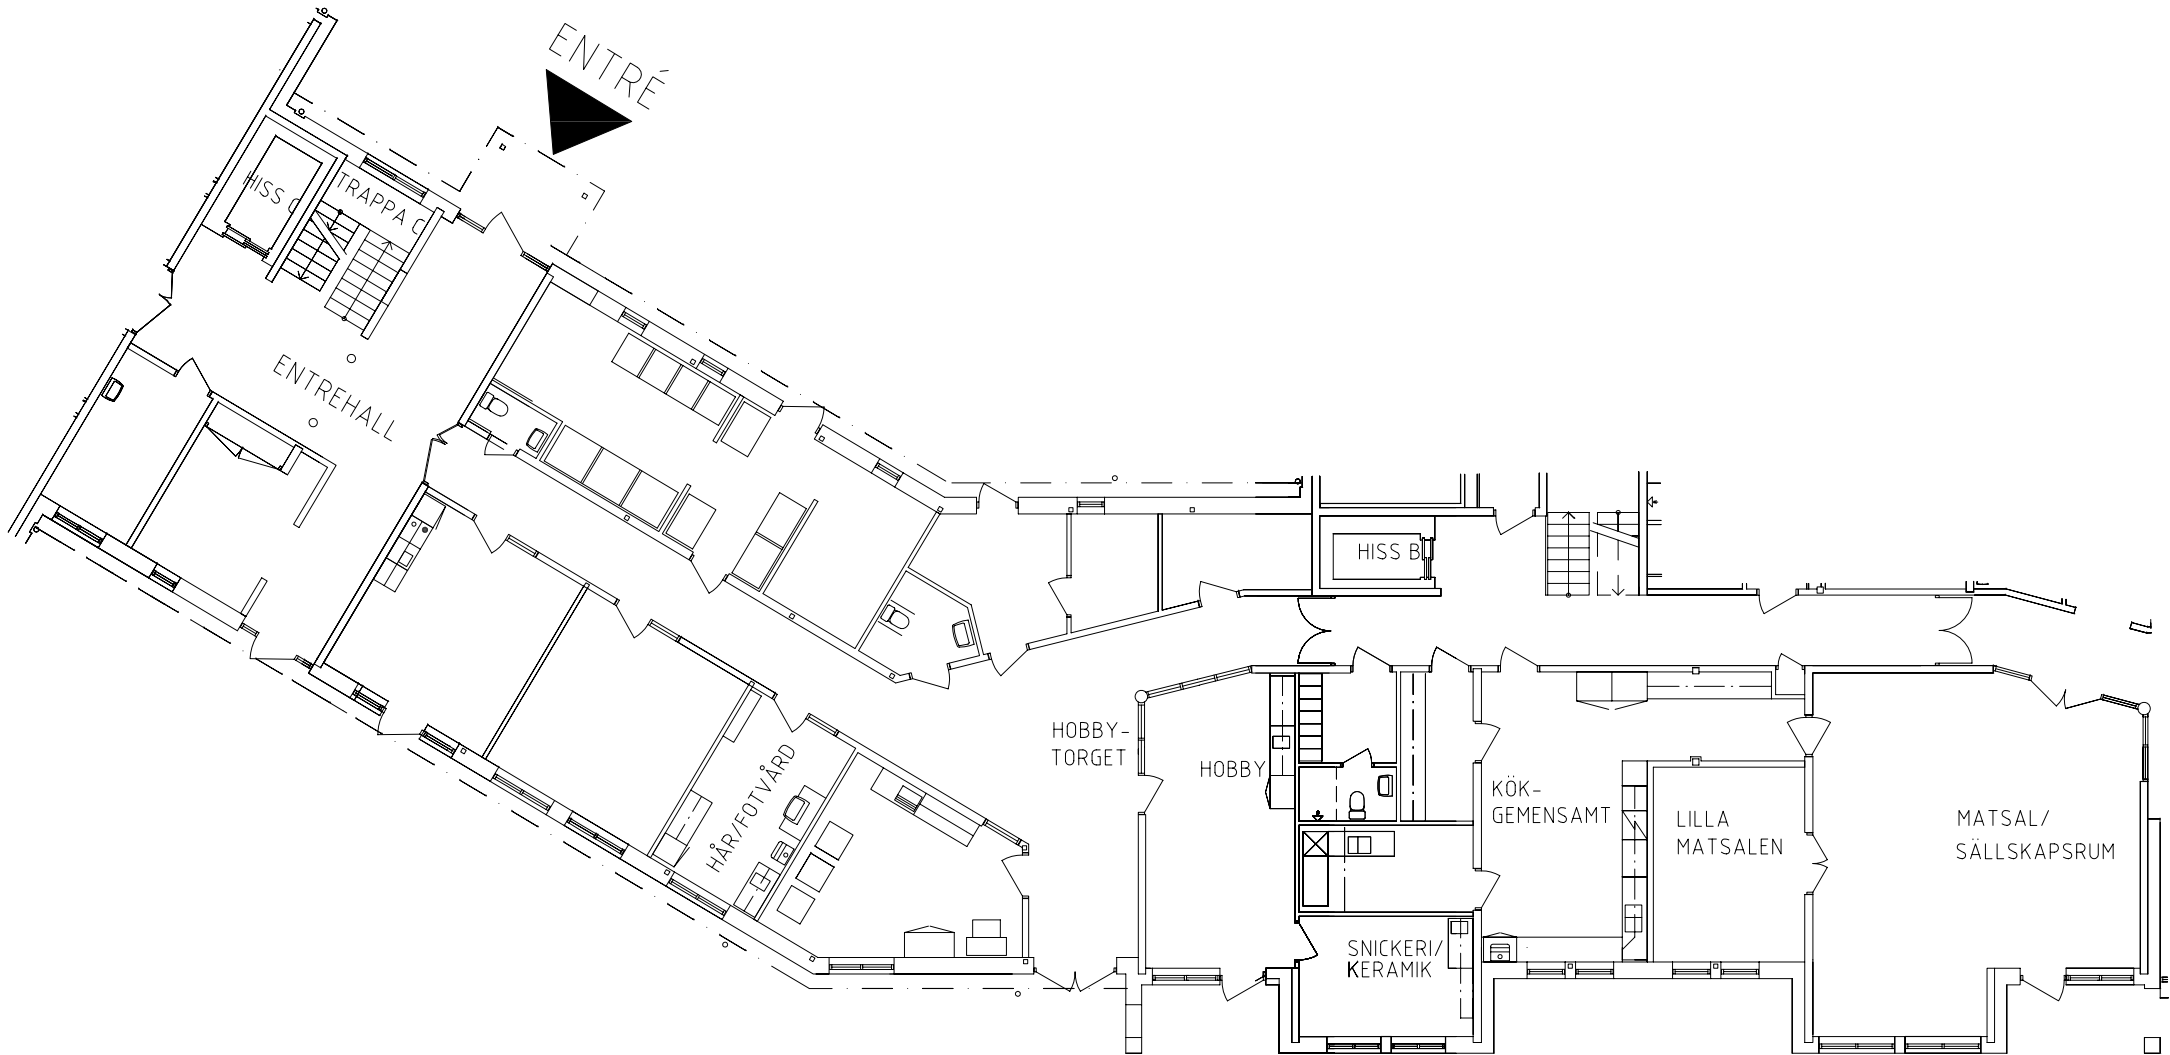 ENTRÉ
HISS C
TRAPPA C
ENTREHALL
HISS B
HOBBY-
TORGET
HOBBY
HÅR/FOTVÅRD
KÖK-
GEMENSAMT
LILLA
MATSALEN
MATSAL/
SÄLLSKAPSRUM
SNICKERI/
KERAMIK